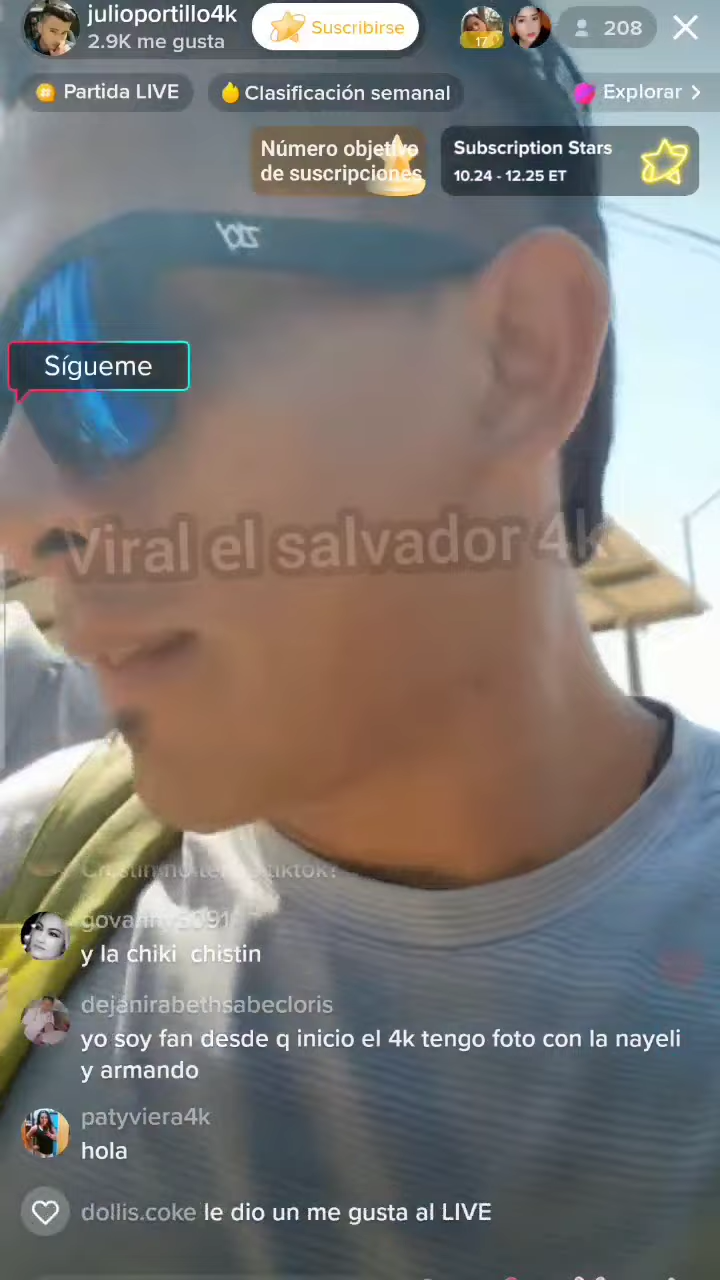 julioportillo4k
2.9K me gusta
Suscribirse
17
208
Partida LIVE
Clasificación semanal
Explorar >
Número objetivo
de suscripciones
Subscription Stars
10.24 - 12.25 ET
Sígueme
Viral el salvador 4k
govanny5091
y la chiki chistin
dejanirabethsabecloris
yo soy fan desde q inicio el 4k tengo foto con la nayeli
y armando
patyviera4k
hola
dollis.coke le dio un me gusta al LIVE